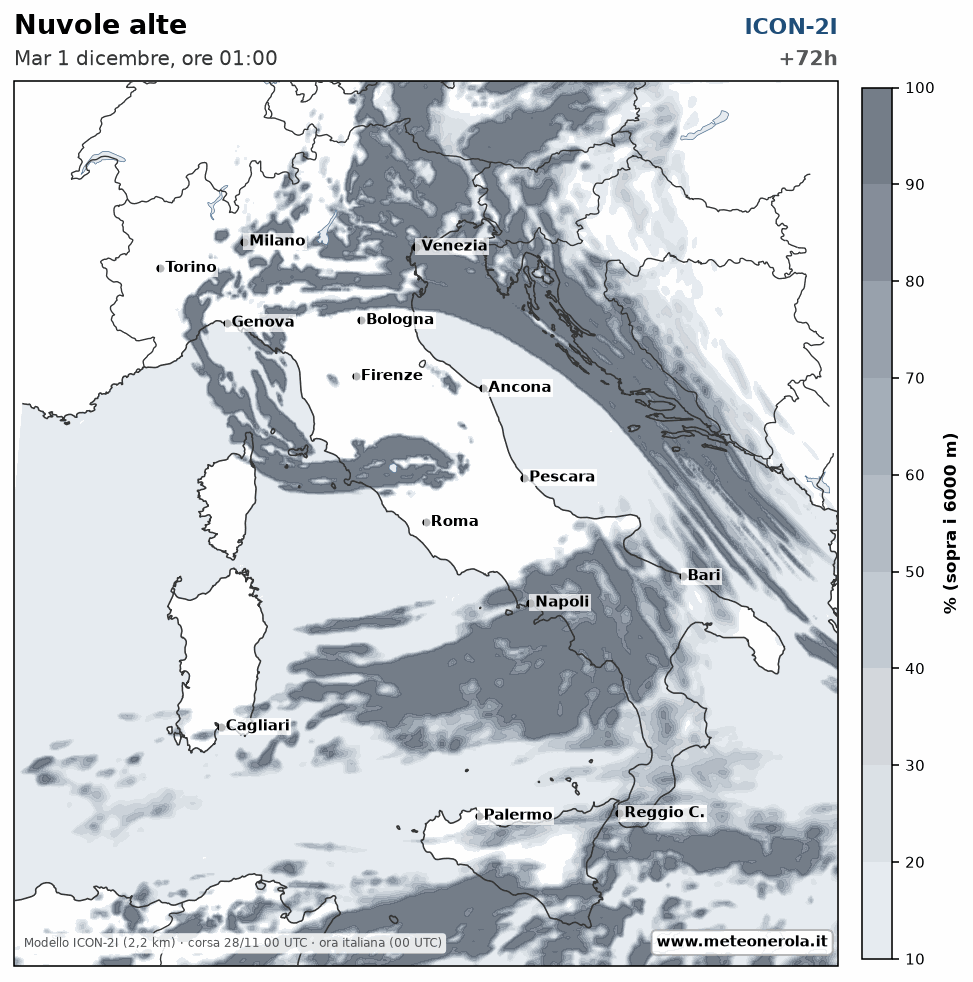 Nuvole alte
ICON-2I
Mar 1 dicembre, ore 01:00
+72h
100
90
80
70
60
50
40
30
20
10
% (sopra i 6000 m)
Milano
Venezia
Torino
Genova
Bologna
Firenze
Ancona
Pescara
Roma
Bari
Napoli
Cagliari
Palermo
Reggio C.
Modello ICON-2I (2,2 km) · corsa 28/11 00 UTC · ora italiana (00 UTC)
www.meteonerola.it